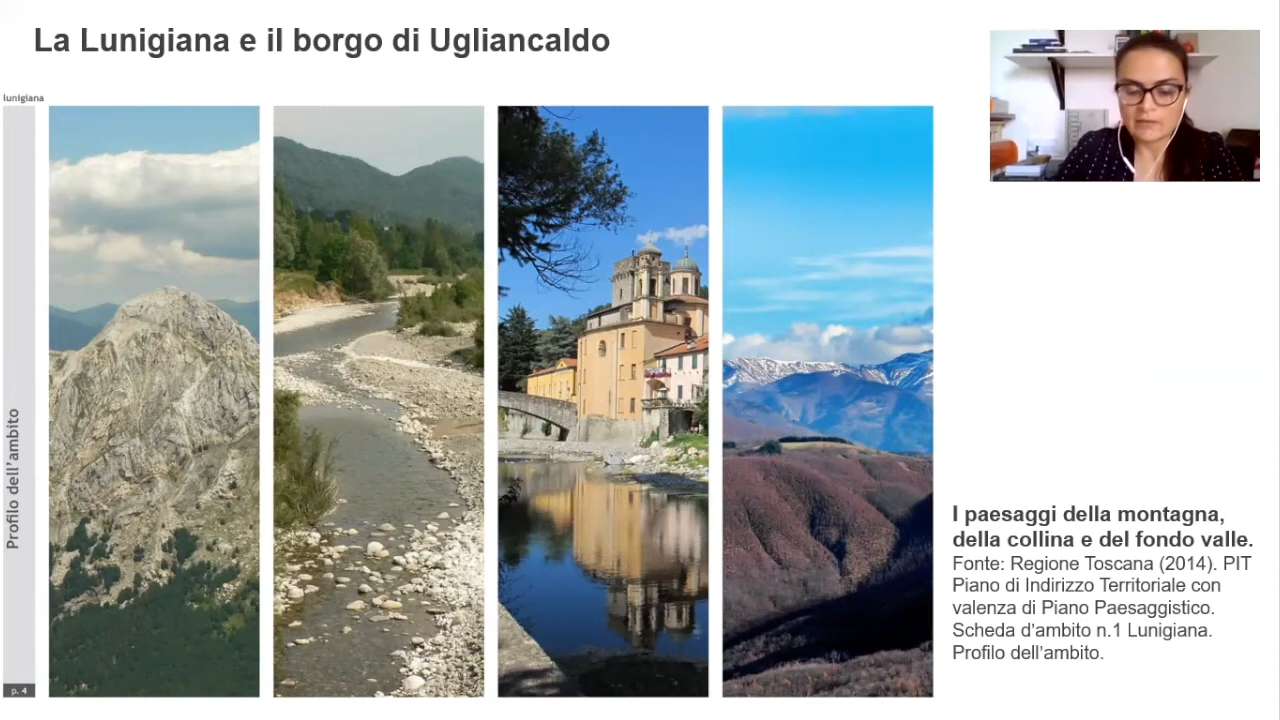 La Lunigiana e il borgo di Ugliancaldo
lunigiana
Profilo dell'ambito
p. 4
I paesaggi della montagna,
della collina e del fondo valle.
Fonte: Regione Toscana (2014). PIT
Piano di Indirizzo Territoriale con
valenza di Piano Paesaggistico.
Scheda d'ambito n.1 Lunigiana.
Profilo dell'ambito.